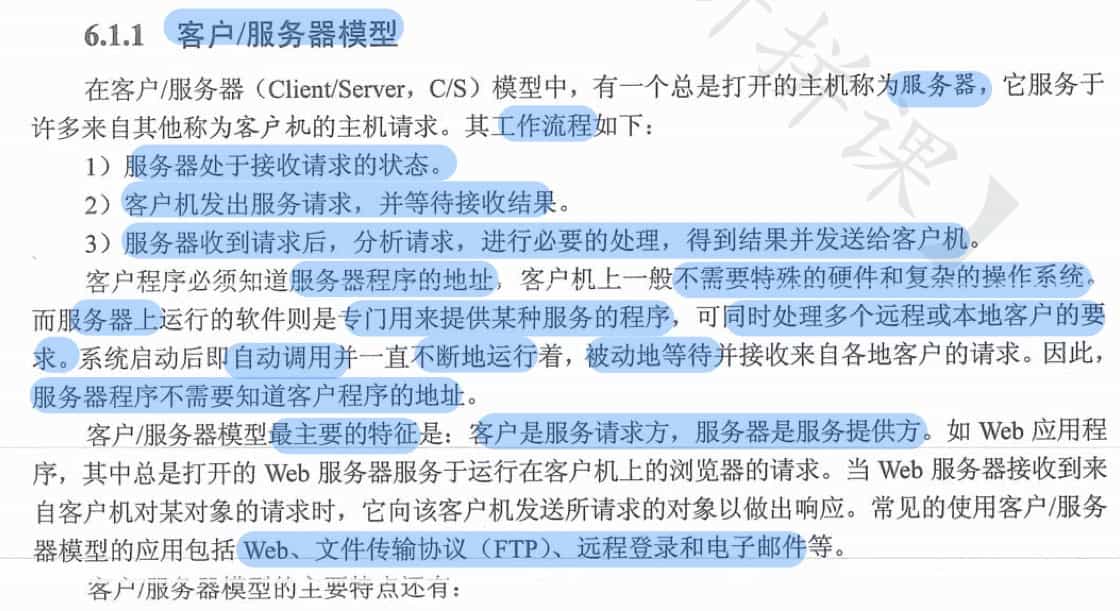 6.1.1 客户/服务器模型
在客户/服务器（Client/Server，C/S）模型中，有一个总是打开的主机称为服务器，它服务于
许多来自其他称为客户机的主机请求。其工作流程如下：
1）服务器处于接收请求的状态。
2）客户机发出服务请求，并等待接收结果。
3）服务器收到请求后，分析请求，进行必要的处理，得到结果并发送给客户机。
客户程序必须知道服务器程序的地址，客户机上一般不需要特殊的硬件和复杂的操作系统。
而服务器上运行的软件则是专门用来提供某种服务的程序，可同时处理多个远程或本地客户的要
求。系统启动后即自动调用并一直不断地运行着，被动地等待并接收来自各地客户的请求。因此，
服务器程序不需要知道客户程序的地址。
客户/服务器模型最主要的特征是：客户是服务请求方，服务器是服务提供方。如 Web 应用程
序，其中总是打开的 Web 服务器服务于运行在客户机上的浏览器的请求。当 Web 服务器接收到来
自客户机对某对象的请求时，它向该客户机发送所请求的对象以做出响应。常见的使用客户/服务
器模型的应用包括 Web、文件传输协议（FTP）、远程登录和电子邮件等。
客户/服务器模型的主要特点还有：
拼课】